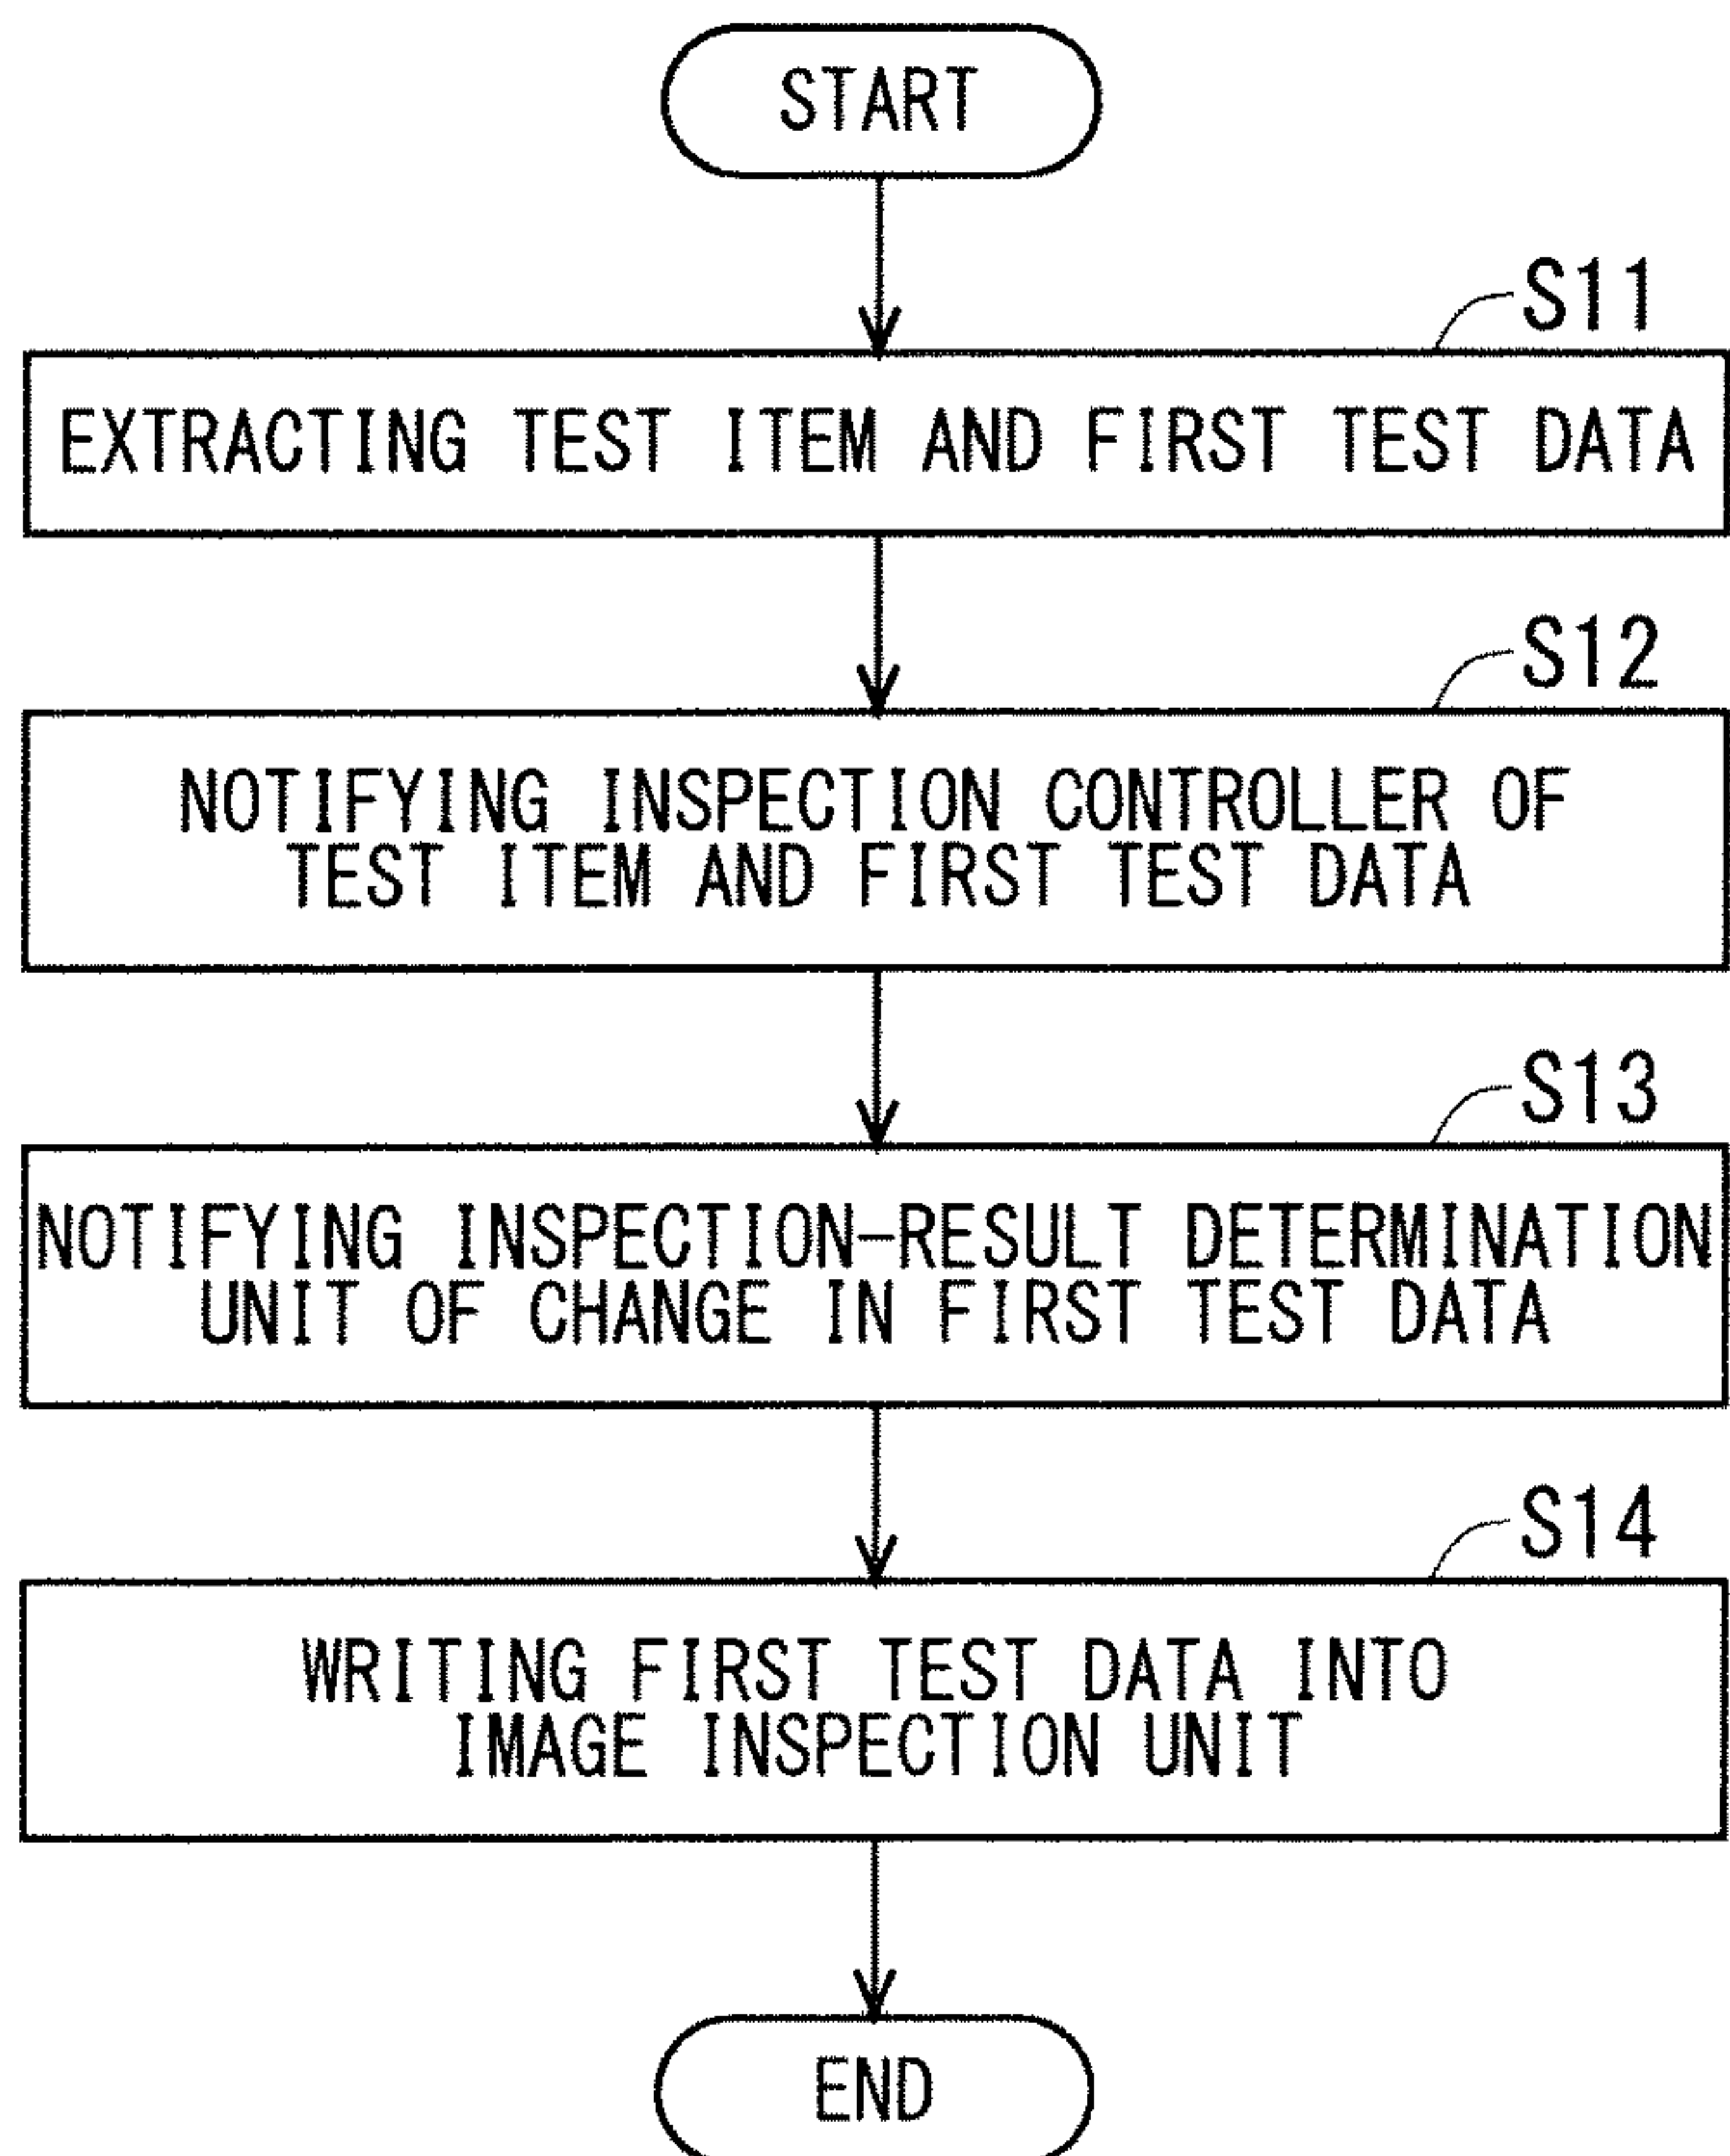 START
S11
EXTRACTING TEST ITEM AND FIRST TEST DATA
S12
NOTIFYING INSPECTION CONTROLLER OF
TEST ITEM AND FIRST TEST DATA
S13
NOTIFYING INSPECTION-RESULT DETERMINATION
UNIT OF CHANGE IN FIRST TEST DATA
S14
WRITING FIRST TEST DATA INTO
IMAGE INSPECTION UNIT
END